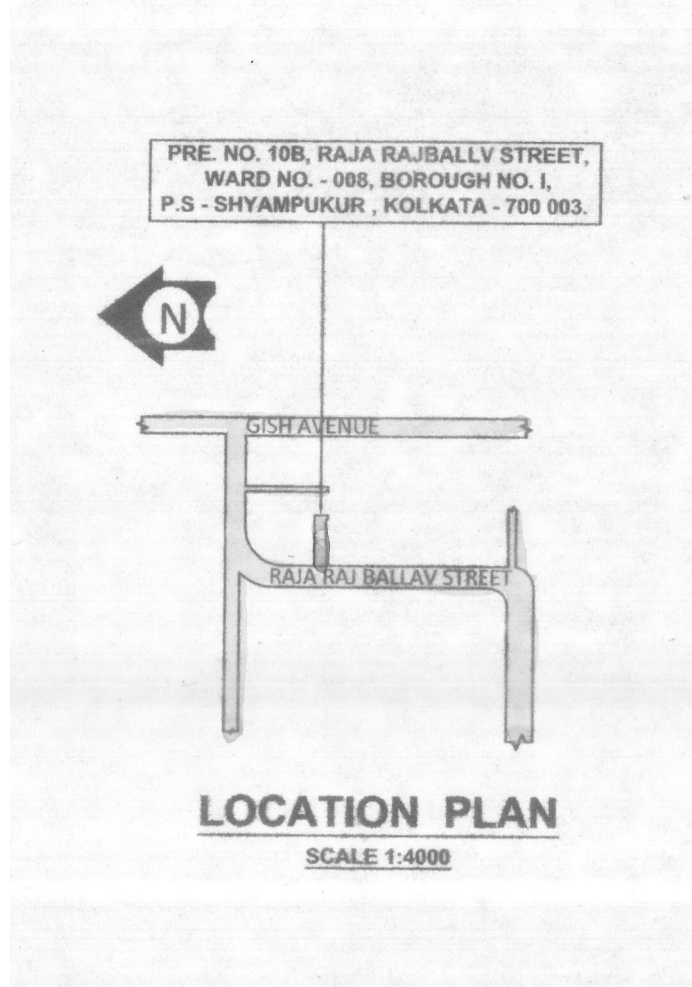 PRE. NO. 10B, RAJA RAJBALLV STREET,
WARD NO. - 008, BOROUGH NO. I,
P.S - SHYAMPUKUR , KOLKATA - 700 003.
N
GISH AVENUE
RAJA RAJ BALLAV STREET
LOCATION PLAN
SCALE 1:4000